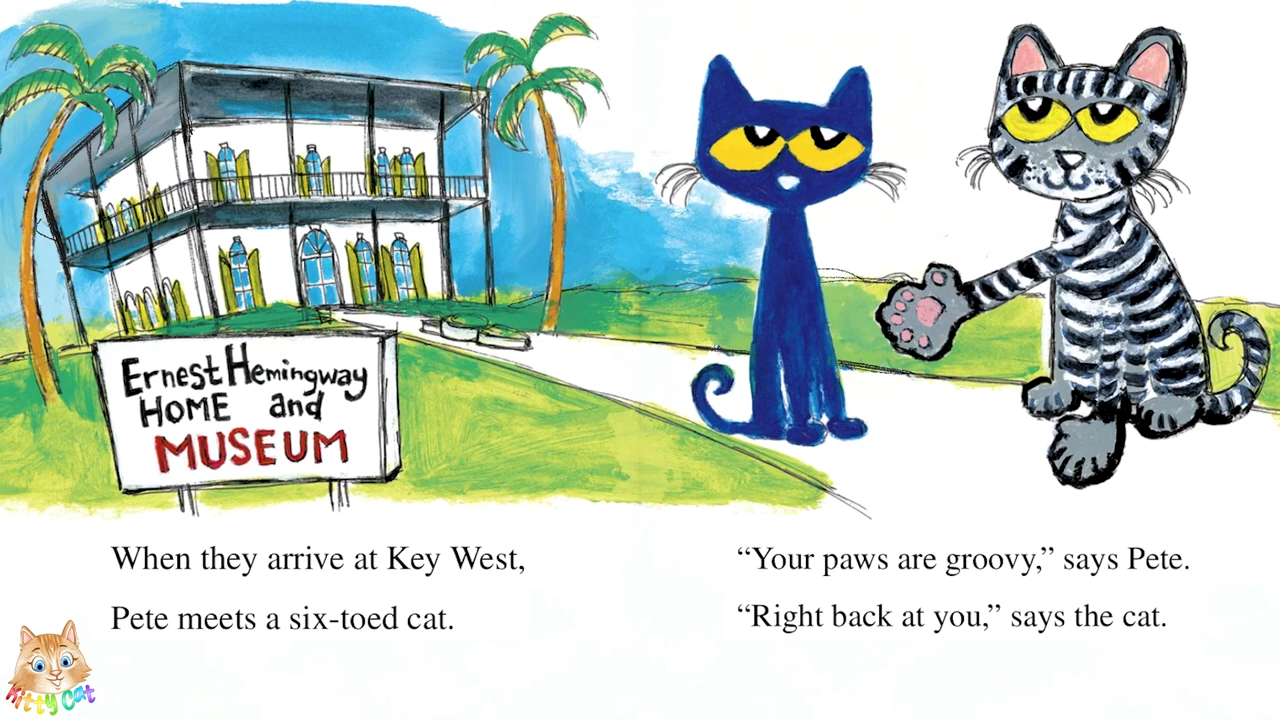 Ernest Hemingway
HOME and
MUSEUM
When they arrive at Key West,
Pete meets a six-toed cat.
“Your paws are groovy,” says Pete.
“Right back at you,” says the cat.
Kitty Cat